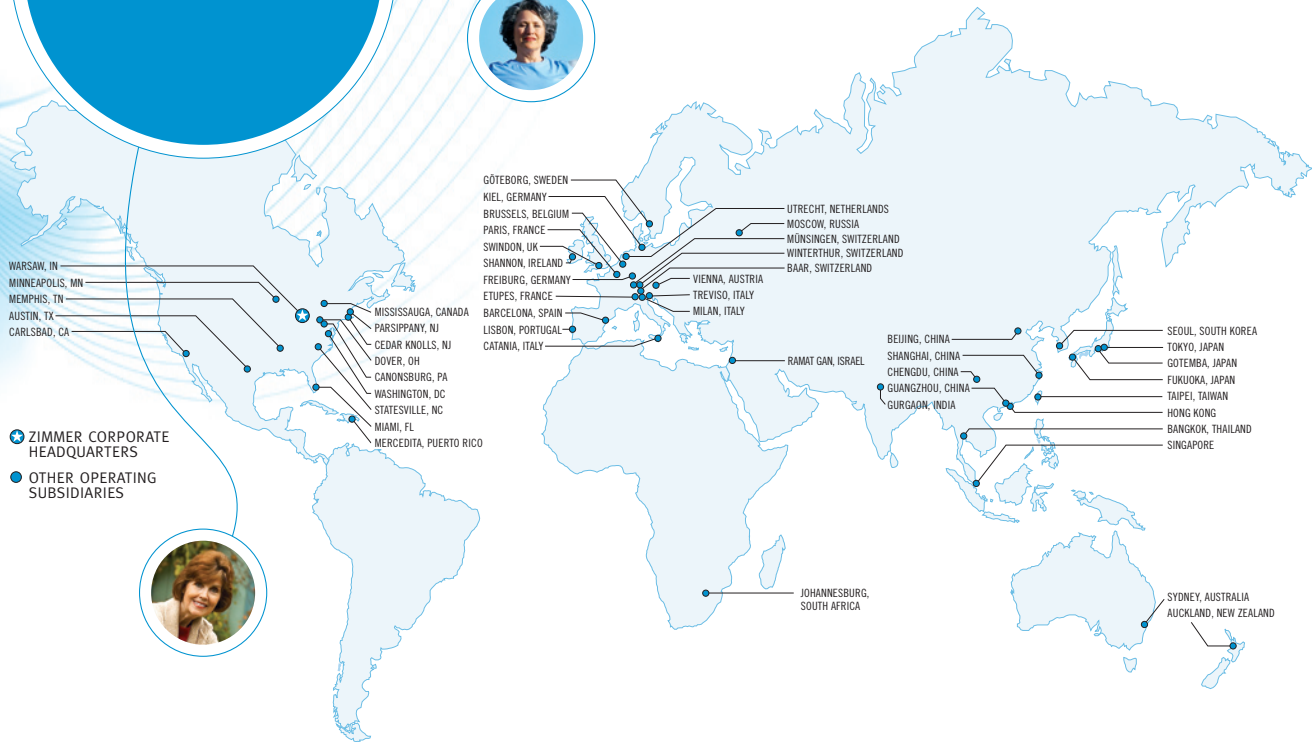 WARSAW, IN
MINNEAPOLIS, MN
MEMPHIS, TN
AUSTIN, TX
CARLSBAD, CA
MISSISSAUGA, CANADA
PARSIPPANY, NJ
CEDAR KNOLLS, NJ
DOVER, OH
CANONSBURG, PA
WASHINGTON, DC
STATESVILLE, NC
MIAMI, FL
MERCEDITA, PUERTO RICO
ZIMMER CORPORATE
HEADQUARTERS
OTHER OPERATING
SUBSIDIARIES
GÖTEBORG, SWEDEN
KIEL, GERMANY
BRUSSELS, BELGIUM
PARIS, FRANCE
SWINDON, UK
SHANNON, IRELAND
FREIBURG, GERMANY
ETUPES, FRANCE
BARCELONA, SPAIN
LISBON, PORTUGAL
CATANIA, ITALY
UTRECHT, NETHERLANDS
MOSCOW, RUSSIA
MÜNSINGEN, SWITZERLAND
WINTERTHUR, SWITZERLAND
BAAR, SWITZERLAND
VIENNA, AUSTRIA
TREVISO, ITALY
MILAN, ITALY
RAMAT GAN, ISRAEL
JOHANNESBURG,
SOUTH AFRICA
BEIJING, CHINA
SHANGHAI, CHINA
CHENGDU, CHINA
GUANGZHOU, CHINA
GURGAON, INDIA
SEOUL, SOUTH KOREA
TOKYO, JAPAN
GOTEMBA, JAPAN
FUKUOKA, JAPAN
TAIPEI, TAIWAN
HONG KONG
BANGKOK, THAILAND
SINGAPORE
SYDNEY, AUSTRALIA
AUCKLAND, NEW ZEALAND